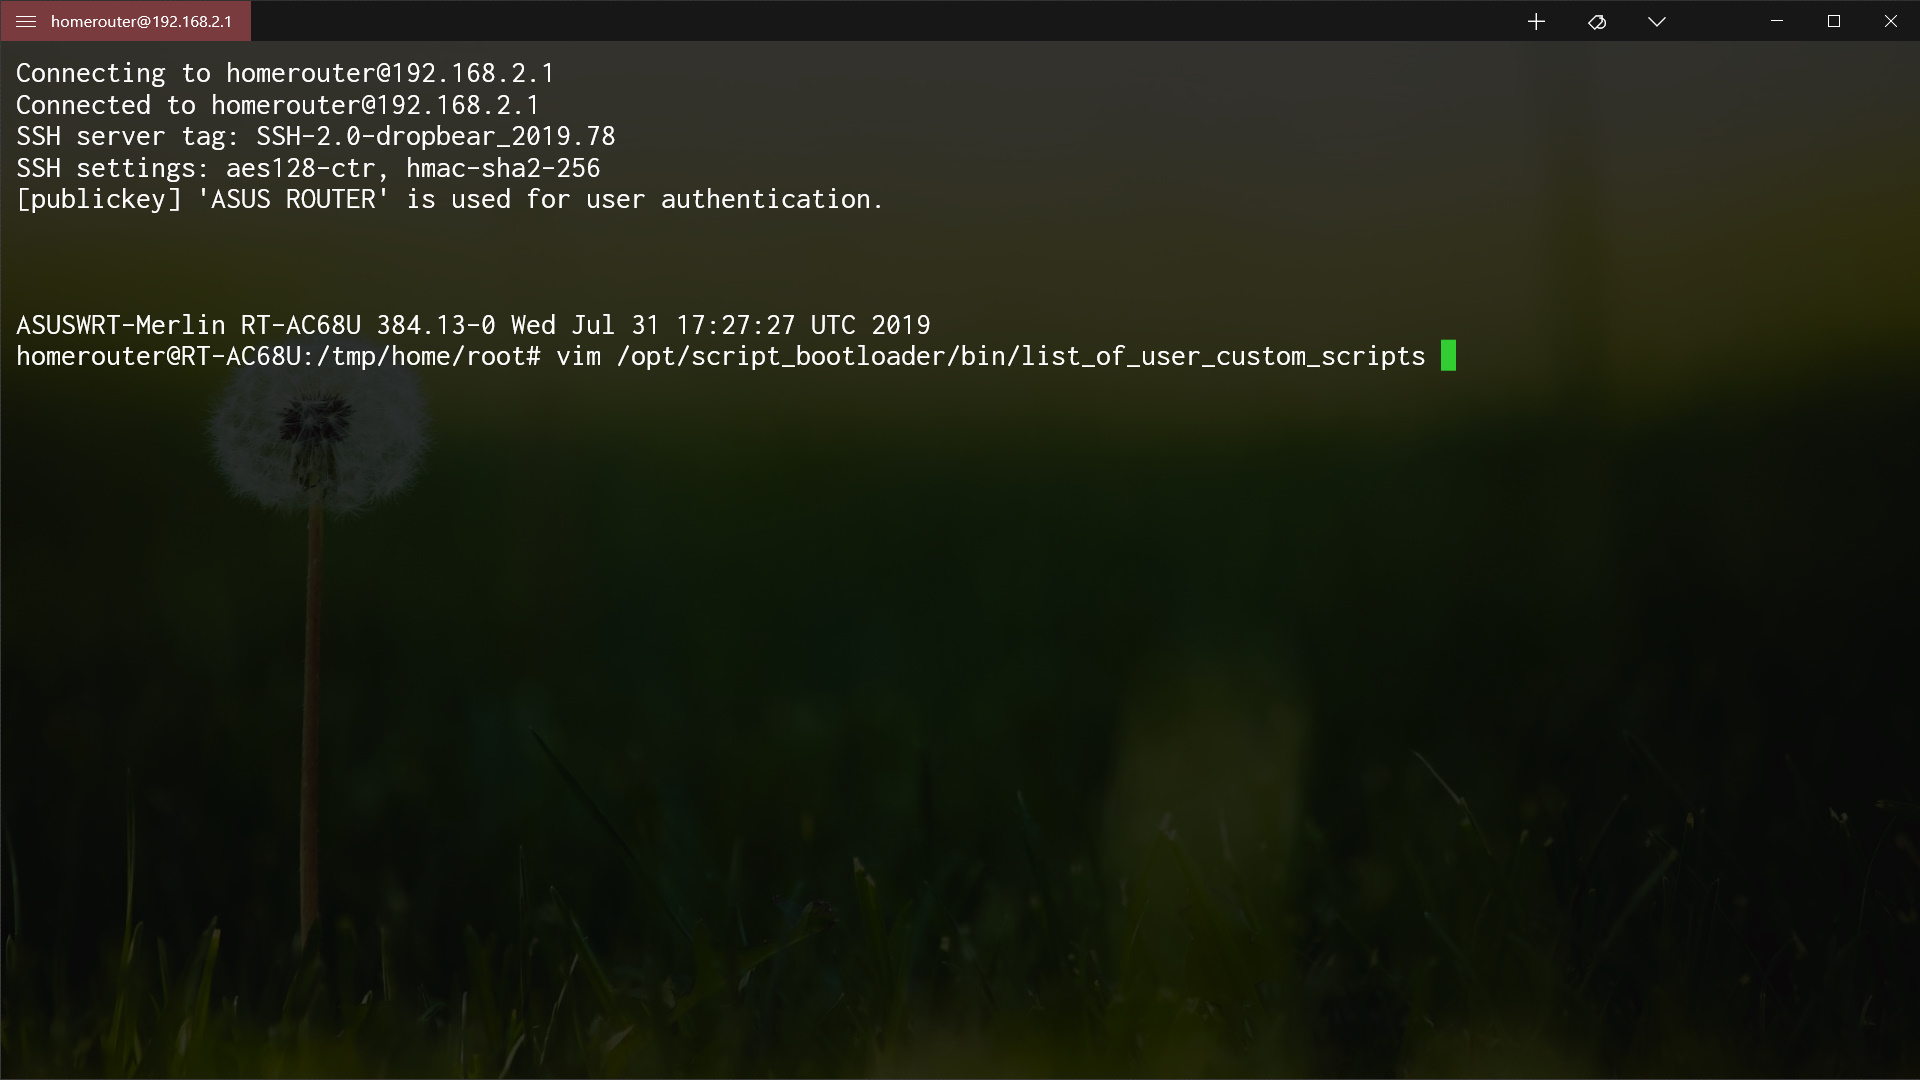 homerouter@192.168.2.1
Connecting to homerouter@192.168.2.1
Connected to homerouter@192.168.2.1
SSH server tag: SSH-2.0-dropbear_2019.78
SSH settings: aes128-ctr, hmac-sha2-256
[publickey] 'ASUS ROUTER' is used for user authentication.
ASUSWRT-Merlin RT-AC68U 384.13-0 Wed Jul 31 17:27:27 UTC 2019
homerouter@RT-AC68U:/tmp/home/root# vim /opt/script_bootloader/bin/list_of_user_custom_scripts